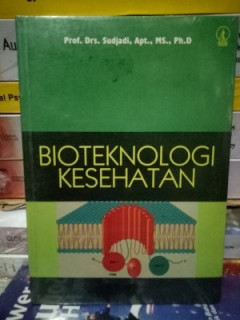 Prof. Drs. Sudjadi, Apt., MS., Ph.D
BIOTEKNOLOGI
KESEHATAN